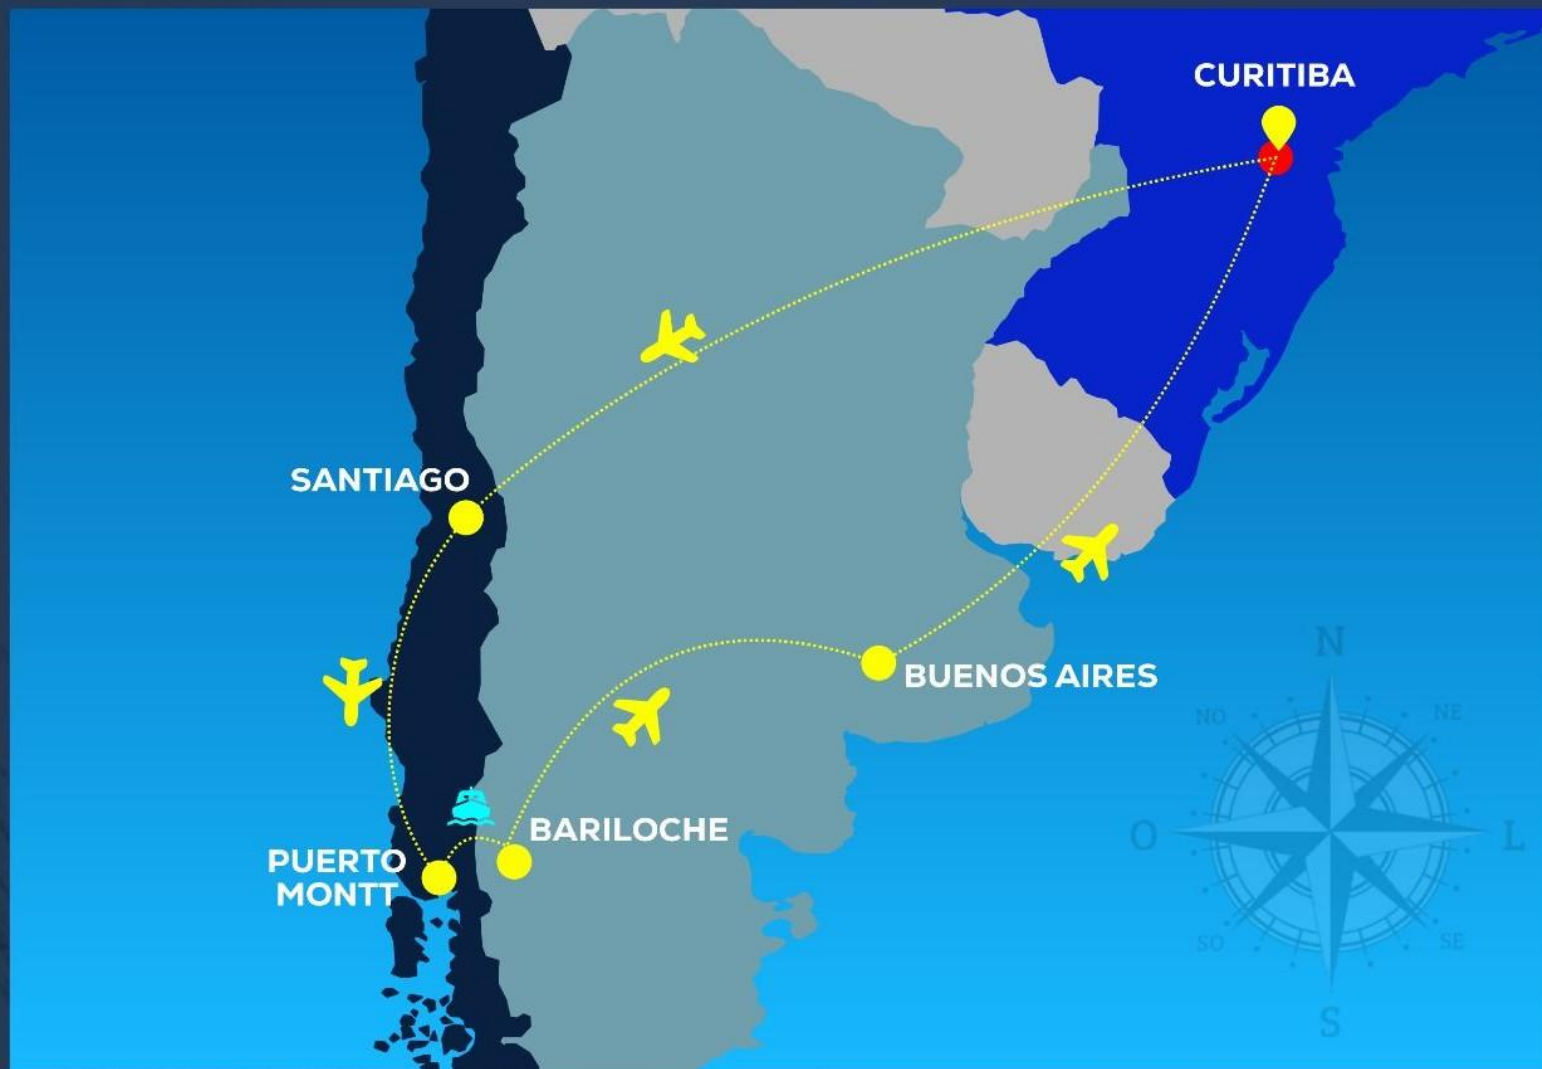 CURITIBA
SANTIAGO
BUENOS AIRES
BARILOCHE
PUERTO
MONTT
N
NO
NE
O
L
SO
SE
S